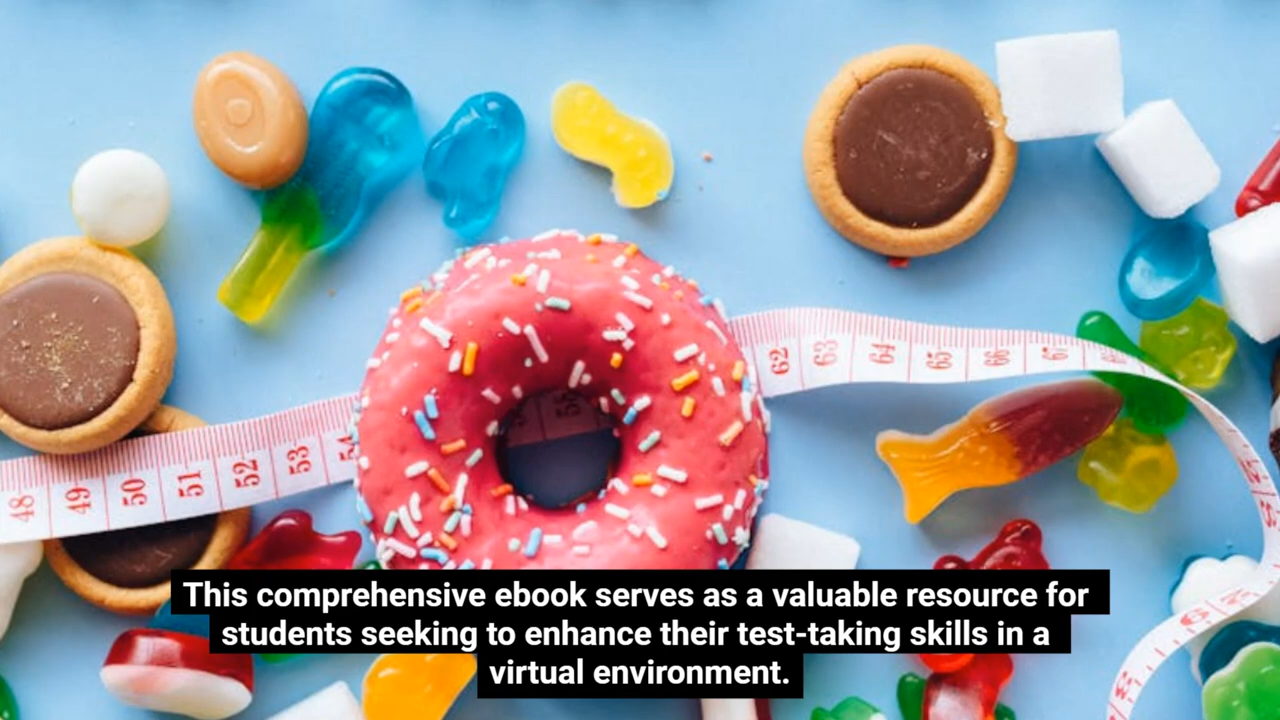 48 49 50 51 52 53 54 55 62 63 64 65 66
This comprehensive ebook serves as a valuable resource for
students seeking to enhance their test-taking skills in a
virtual environment.